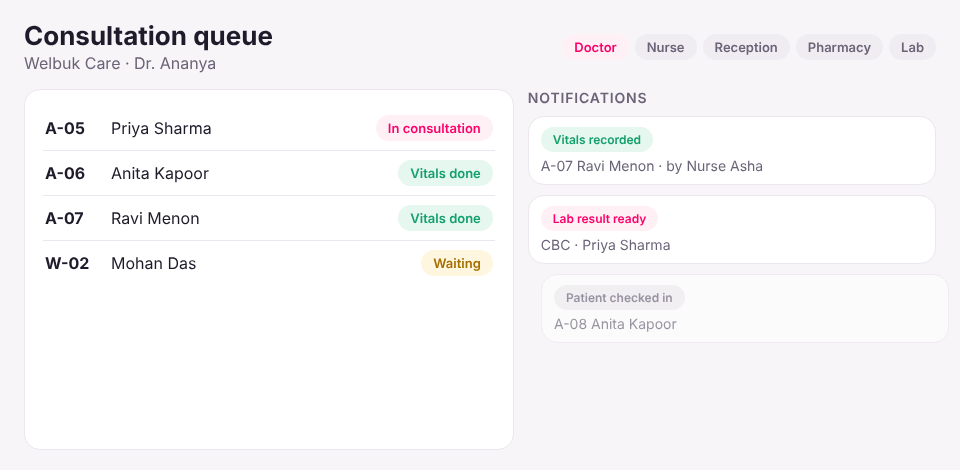 Consultation queue
Welbuk Care · Dr. Ananya
Doctor Nurse Reception Pharmacy Lab
A-05 Priya Sharma In consultation
A-06 Anita Kapoor Vitals done
A-07 Ravi Menon Vitals done
W-02 Mohan Das Waiting
NOTIFICATIONS
Vitals recorded
A-07 Ravi Menon · by Nurse Asha
Lab result ready
CBC · Priya Sharma
Patient checked in
A-08 Anita Kapoor